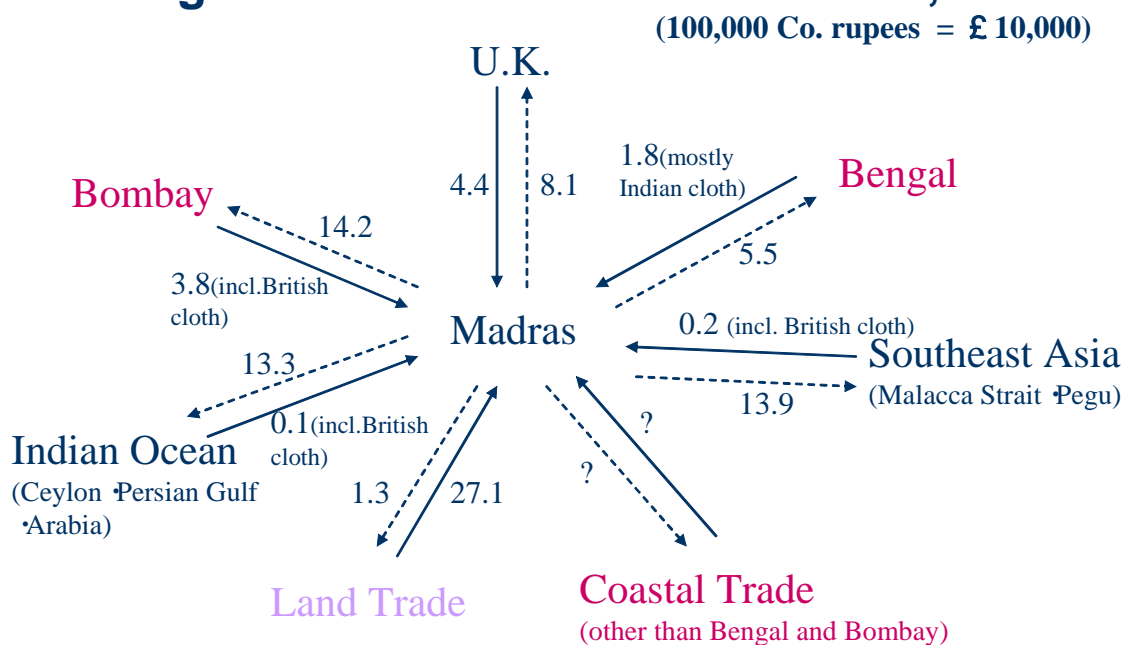 (100,000 Co. rupees = £ 10,000)
U.K.
1.8(mostly
Indian cloth)
Bengal
Bombay
4.4
8.1
14.2
5.5
3.8(incl.British
cloth)
Madras
0.2 (incl. British cloth)
Southeast Asia
(Malacca Strait ・Pegu)
13.3
13.9
0.1(incl.British
cloth)
Indian Ocean
(Ceylon ・Persian Gulf
・Arabia)
?
?
1.3
27.1
Land Trade
Coastal Trade
(other than Bengal and Bombay)